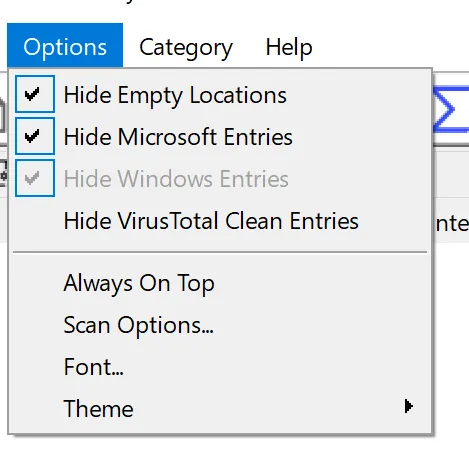 Options Category Help
Hide Empty Locations
Hide Microsoft Entries
Hide Windows Entries
Hide VirusTotal Clean Entries
nte
Always On Top
Scan Options...
Font...
Theme